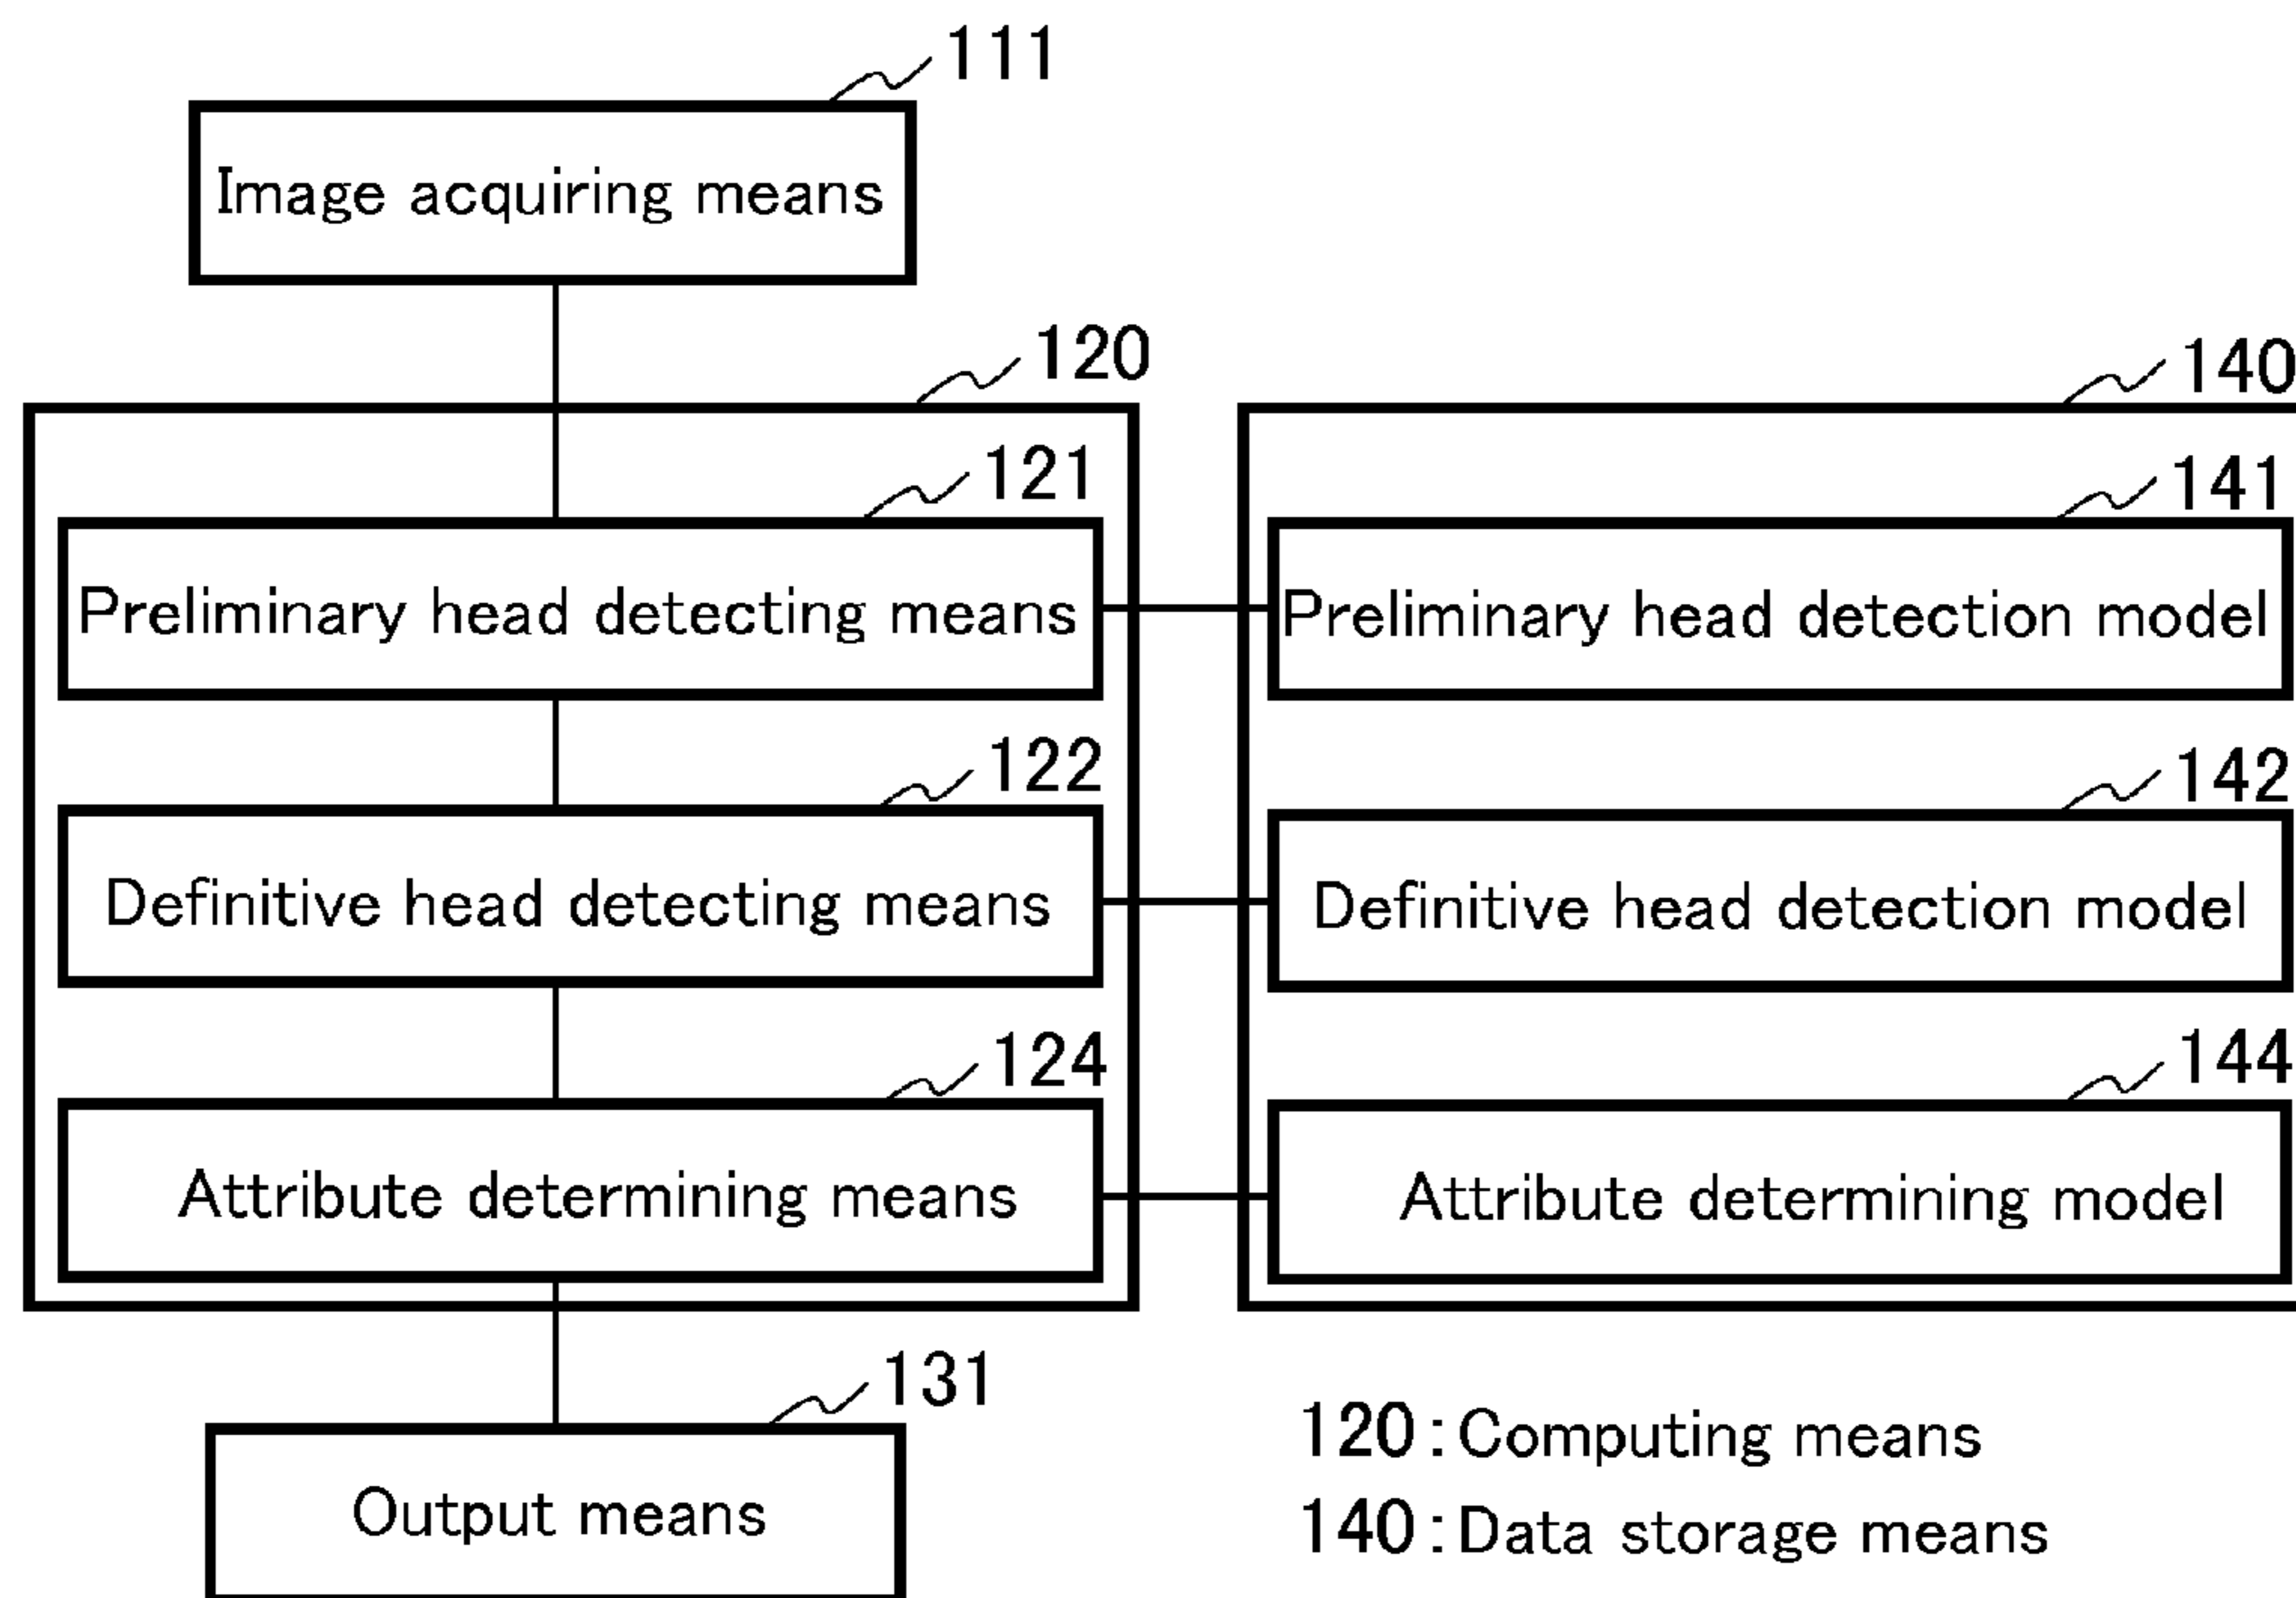 111
Image acquiring means
120
140
121
141
Preliminary head detecting means
Preliminary head detection model
122
142
Definitive head detecting means
Definitive head detection model
124
144
Attribute determining means
Attribute determining model
131
Output means
120:Computing means
140:Data storage means